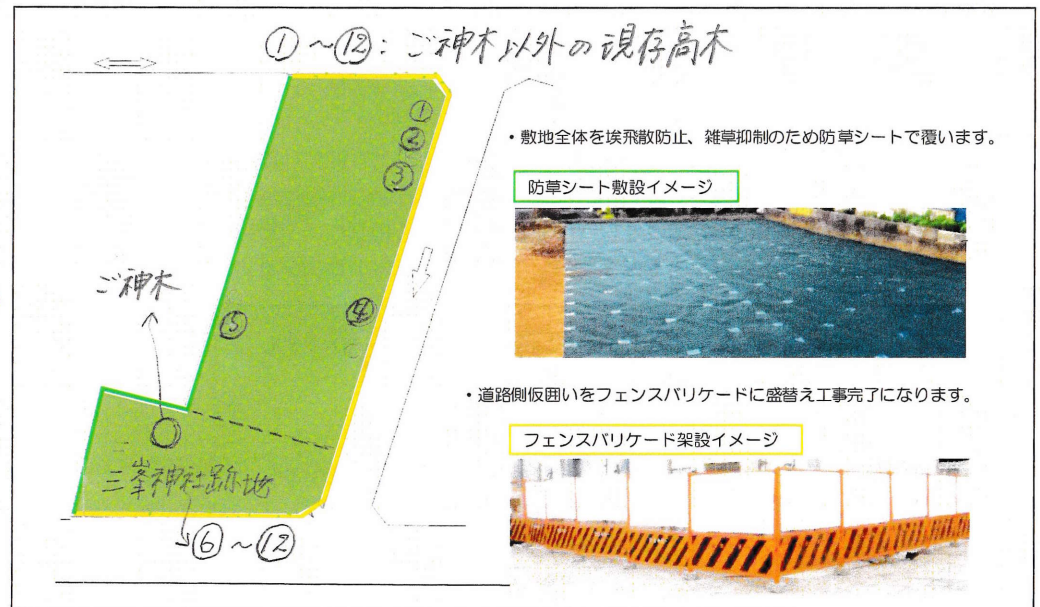 ①~⑫: ご神木以外の現存高木
①
②
③
・敷地全体を埃飛散防止、雑草抑制のため防草シートで覆います。
防草シート敷設イメージ
ご神木
④
⑤
・道路側仮囲いをフェンスバリケードに盛替え工事完了になります。
フェンスバリケード架設イメージ
三峯神社跡地
⑥~⑫